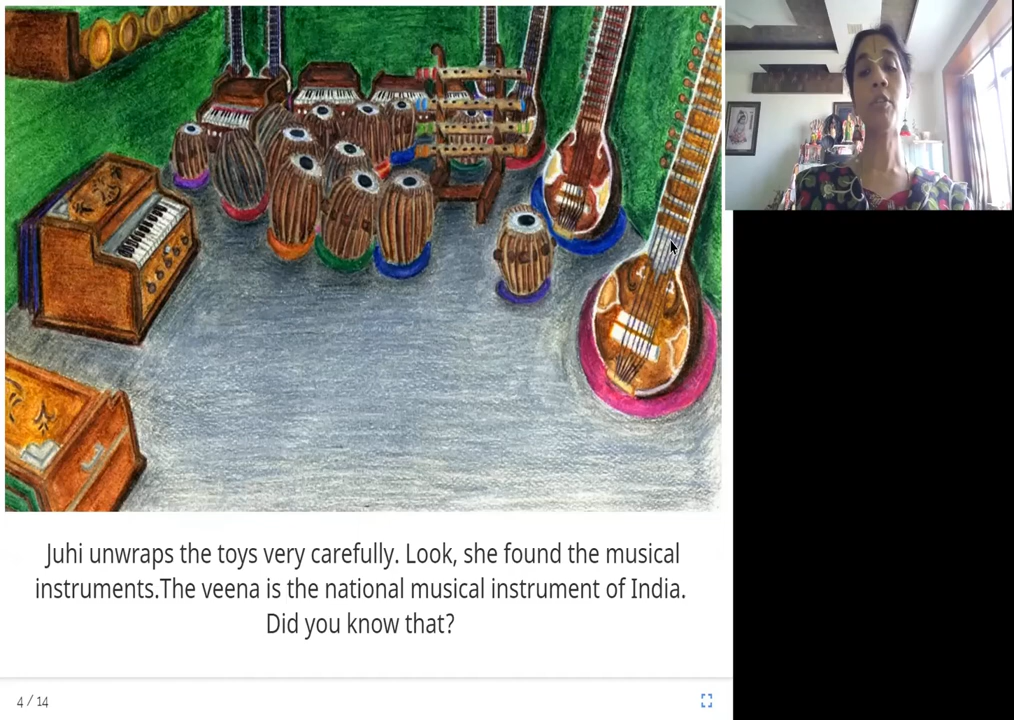 Juhi unwraps the toys very carefully. Look, she found the musical
instruments.The veena is the national musical instrument of India.
Did you know that?
4 / 14